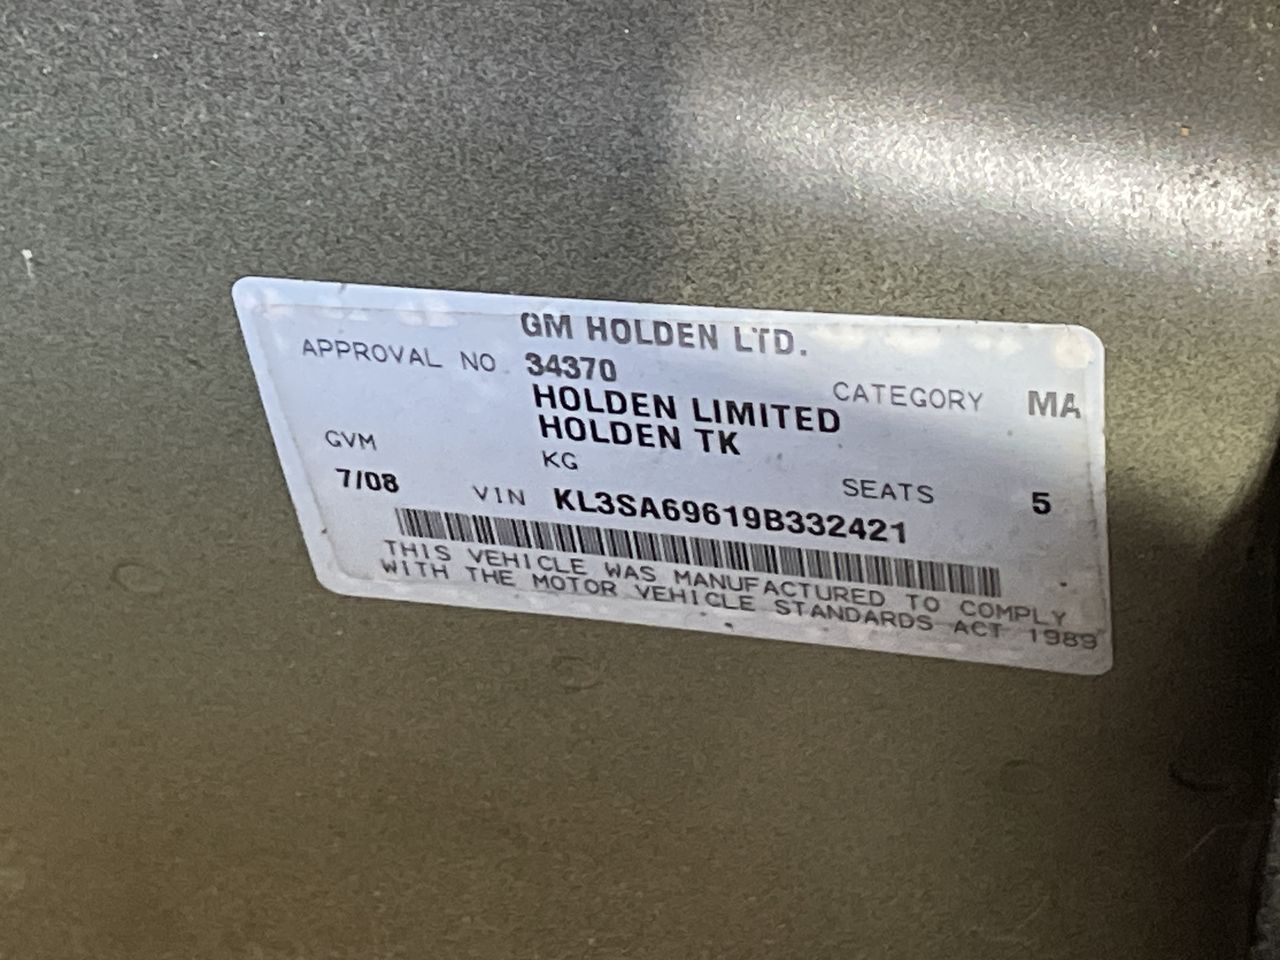 GM HOLDEN LTD.
APPROVAL NO 34370 CATEGORY MA
HOLDEN LIMITED
HOLDEN TK
GVM KG SEATS 5
7/08 VIN KL3SA69619B332421
THIS VEHICLE WAS MANUFACTURED TO COMPLY
WITH THE MOTOR VEHICLE STANDARDS ACT 1989